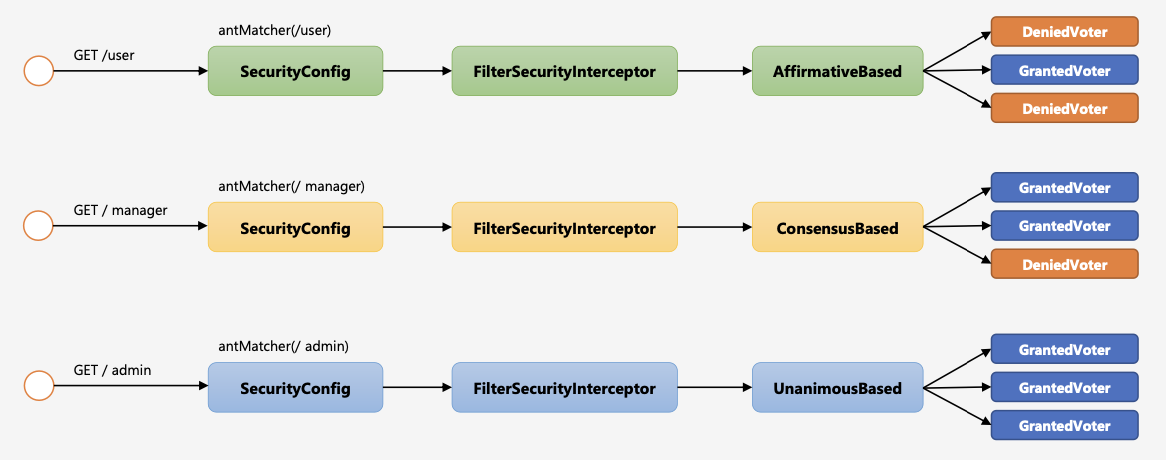 antMatcher(/user)
GET /user
SecurityConfig
FilterSecurityInterceptor
AffirmativeBased
DeniedVoter
GrantedVoter
DeniedVoter
antMatcher(/ manager)
GET / manager
SecurityConfig
FilterSecurityInterceptor
ConsensusBased
GrantedVoter
GrantedVoter
DeniedVoter
antMatcher(/ admin)
GET / admin
SecurityConfig
FilterSecurityInterceptor
UnanimousBased
GrantedVoter
GrantedVoter
GrantedVoter